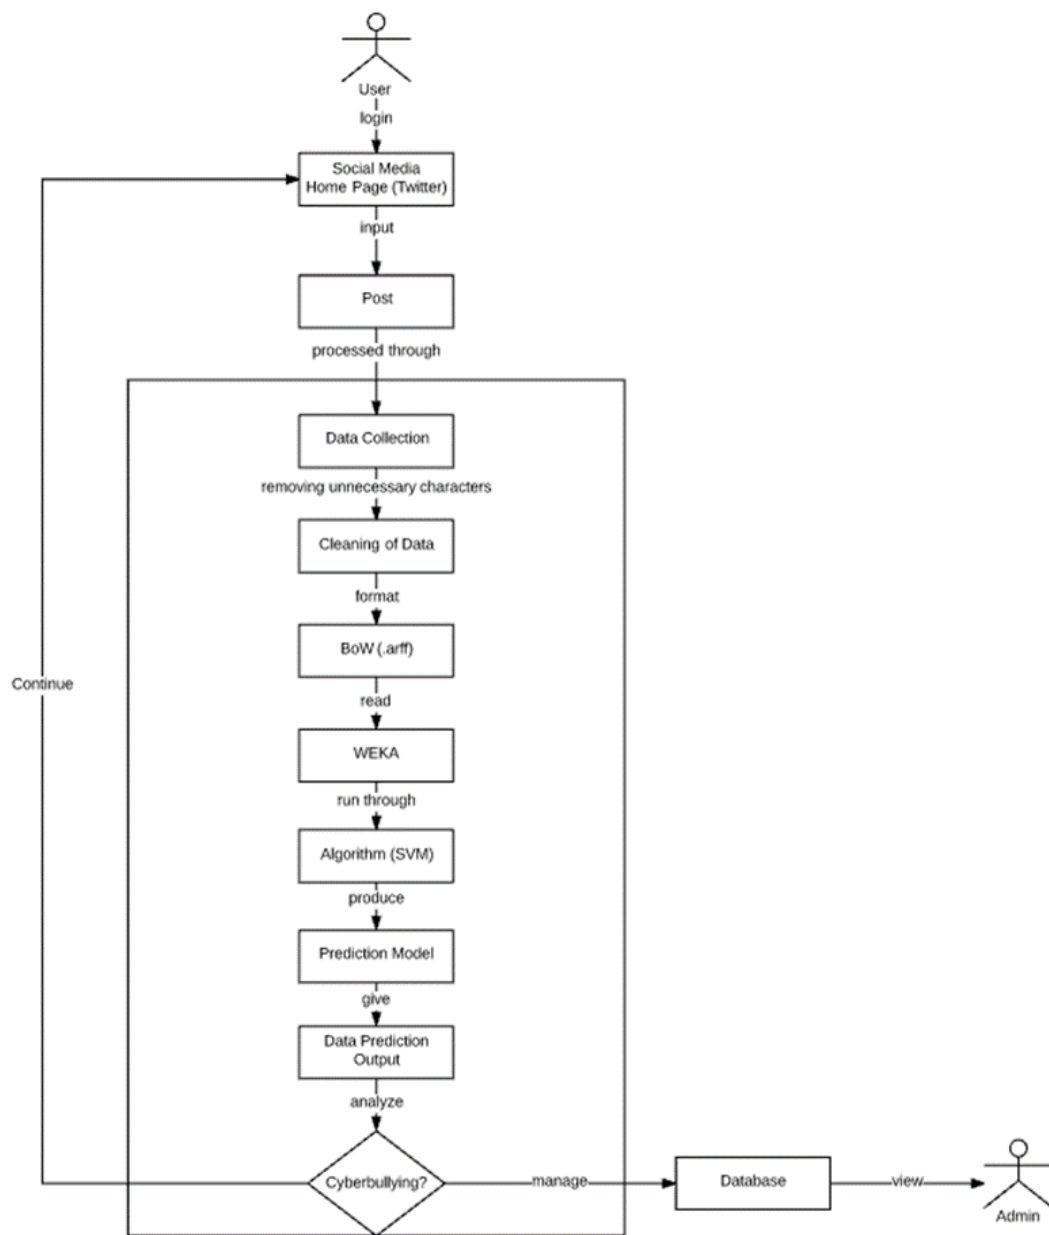 User
login
Social Media
Home Page (Twitter)
input
Post
processed through
Data Collection
removing unnecessary characters
Cleaning of Data
format
BoW (.arff)
read
Continue
WEKA
run through
Algorithm (SVM)
produce
Prediction Model
give
Data Prediction
Output
analyze
Cyberbullying?
manage
Database
view
Admin